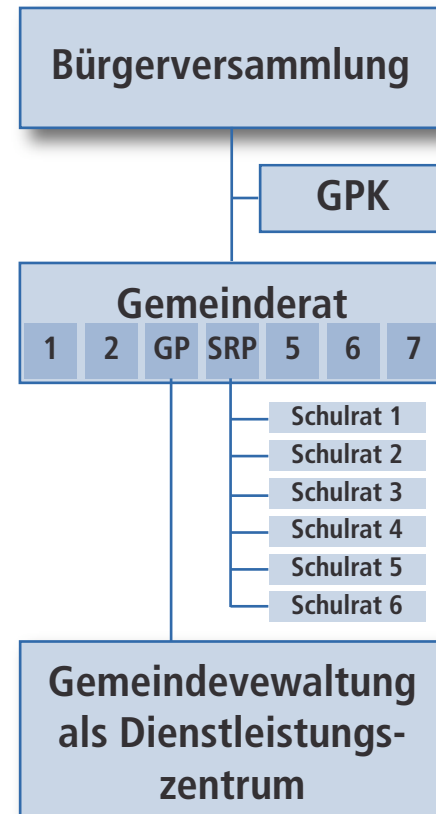 Bürgerversammlung
GPK
Gemeinderat
1 2 GP SRP 5 6 7
Schulrat 1
Schulrat 2
Schulrat 3
Schulrat 4
Schulrat 5
Schulrat 6
Gemeindevewaltung
als Dienstleistungs-
zentrum